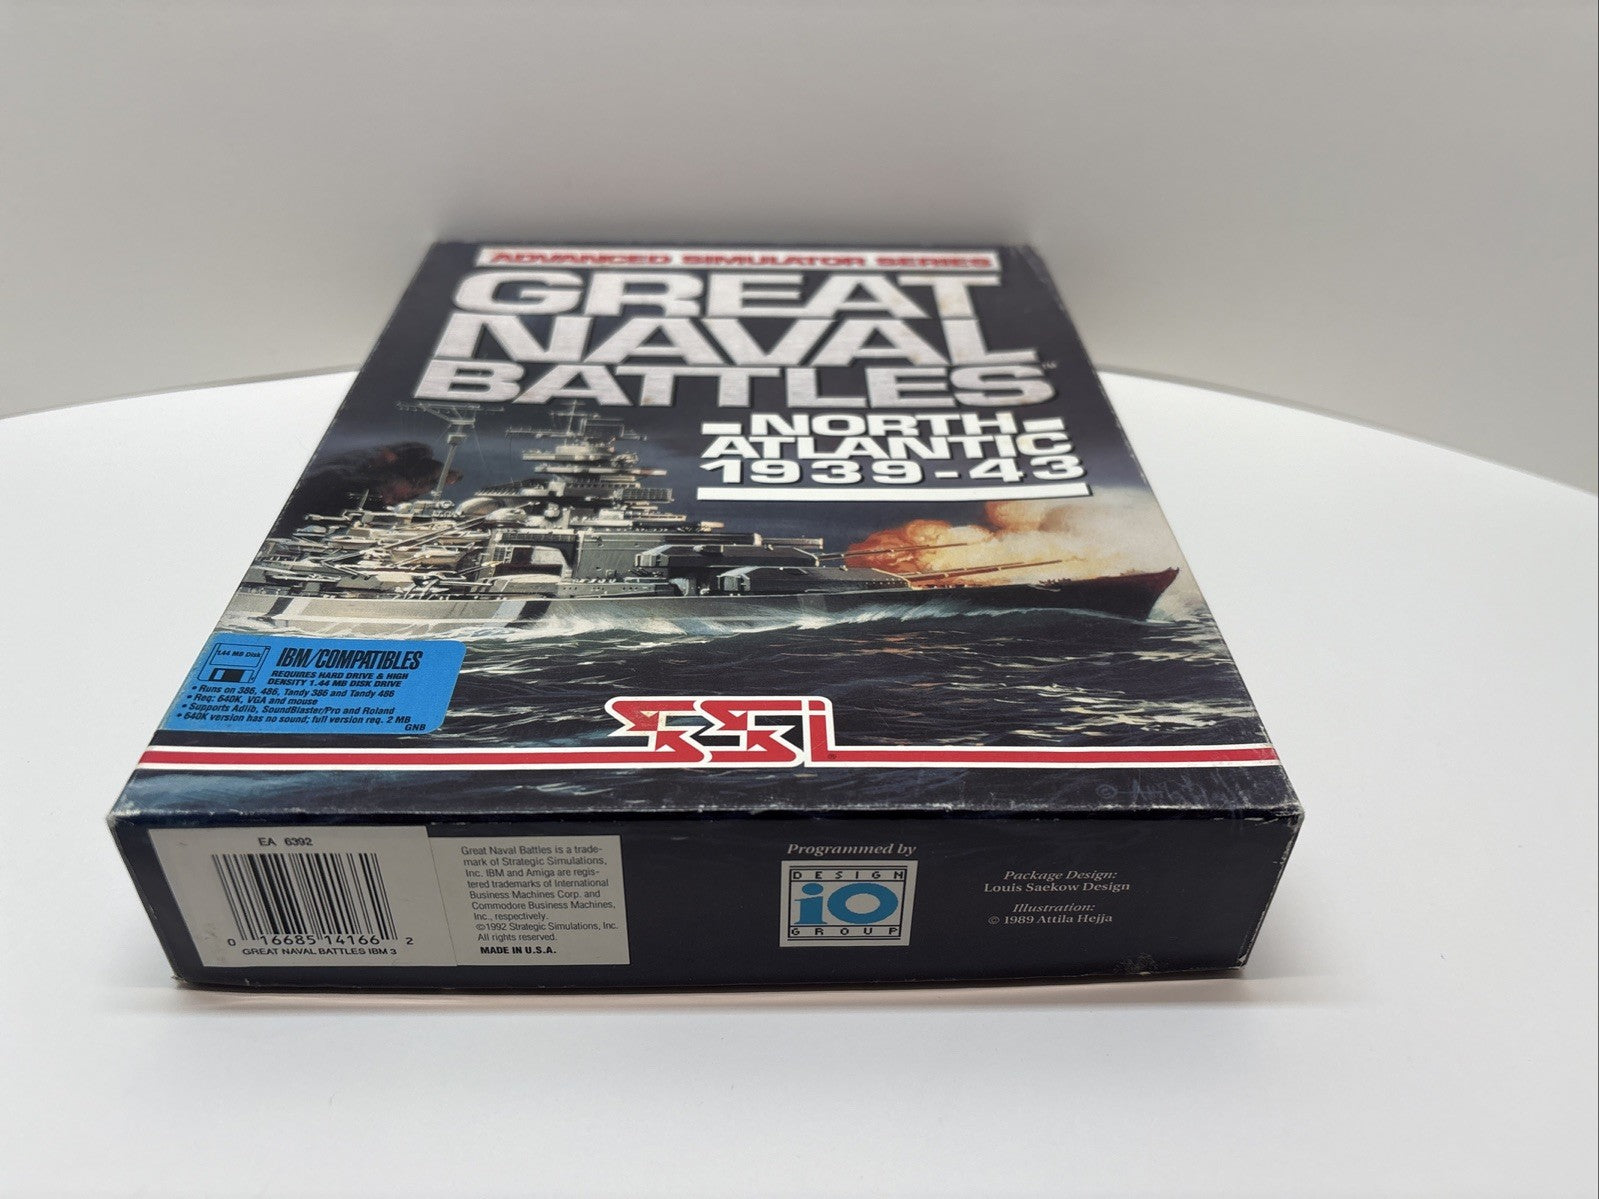 ADVANCED SIMULATOR SERIES
GREAT
NAVAL
BATTLES™
NORTH
ATLANTIC
1939-43
1.44 MB Disk
IBM/COMPATIBLES
REQUIRES HARD DRIVE & HIGH
DENSITY 1.44 MB DISK DRIVE
• Runs on 386, 486, Tandy 386 and Tandy 486
• Req: 640K, VGA and mouse
• Supports Adlib, SoundBlaster/Pro and Roland
• 640K version has no sound; full version req. 2 MB
GNB
SSi®
EA 6392
0 16685 14166 2
GREAT NAVAL BATTLES IBM 3
Great Naval Battles is a trade-
mark of Strategic Simulations,
Inc. IBM and Amiga are regis-
tered trademarks of International
Business Machines Corp. and
Commodore Business Machines,
Inc., respectively.
©1992 Strategic Simulations, Inc.
All rights reserved.
MADE IN U.S.A.
Programmed by
DESIGN
iO
GROUP
Package Design:
Louis Saekow Design
Illustration:
© 1989 Attila Hejja